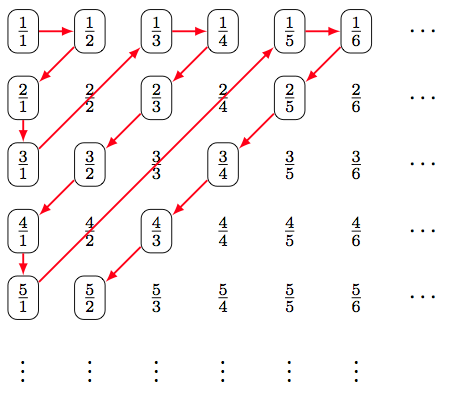 1/1 1/2 1/3 1/4 1/5 1/6 ⋯
2/1 2/2 2/3 2/4 2/5 2/6 ⋯
3/1 3/2 3/3 3/4 3/5 3/6 ⋯
4/1 4/2 4/3 4/4 4/5 4/6 ⋯
5/1 5/2 5/3 5/4 5/5 5/6 ⋯
⋮ ⋮ ⋮ ⋮ ⋮ ⋮